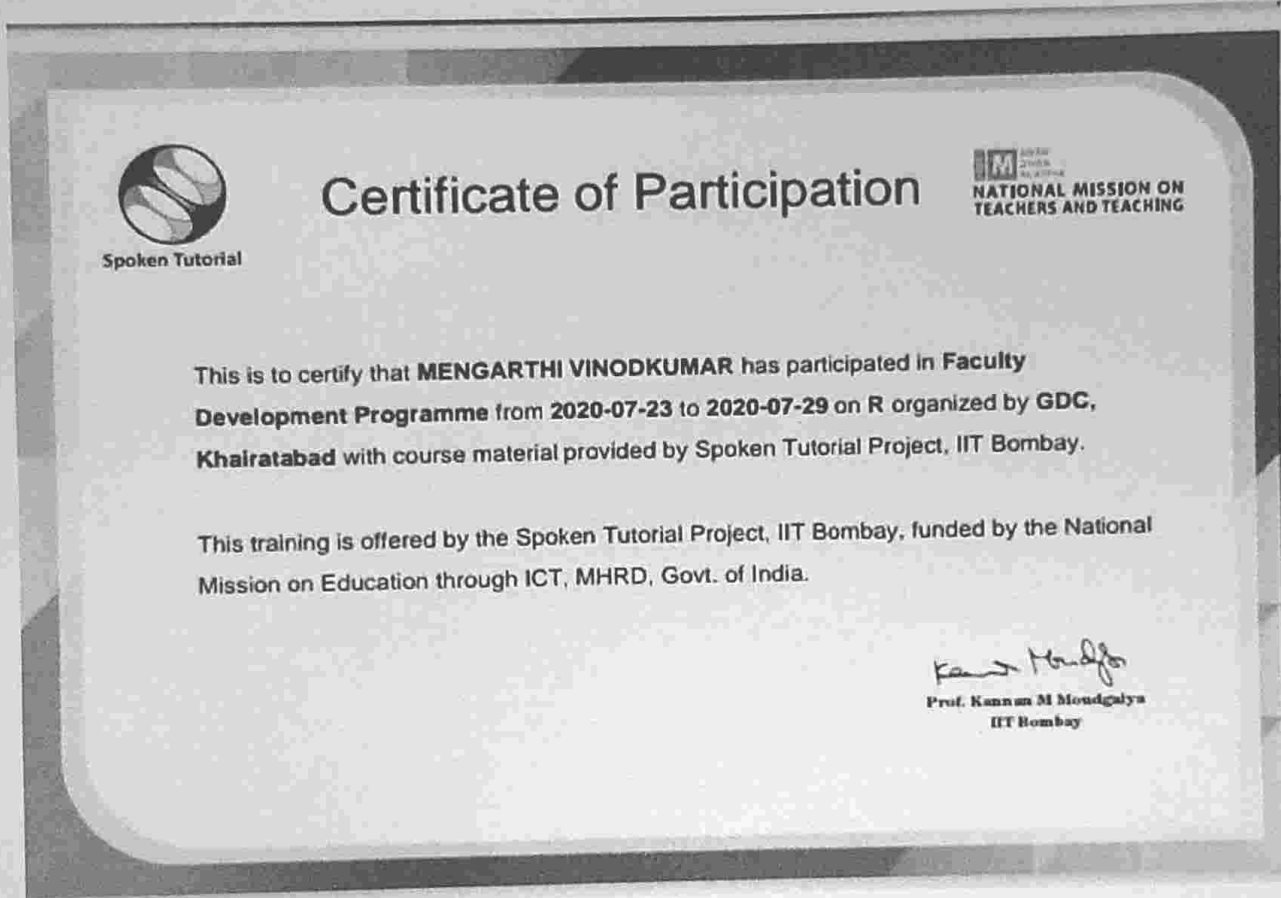 Certificate of Participation
Spoken Tutorial
M
NATIONAL MISSION ON
TEACHERS AND TEACHING
This is to certify that MENGARTHI VINODKUMAR has participated in Faculty
Development Programme from 2020-07-23 to 2020-07-29 on R organized by GDC,
Khairatabad with course material provided by Spoken Tutorial Project, IIT Bombay.
This training is offered by the Spoken Tutorial Project, IIT Bombay, funded by the National
Mission on Education through ICT, MHRD, Govt. of India.
Prof. Kannan M Moudgalya
IIT Bombay